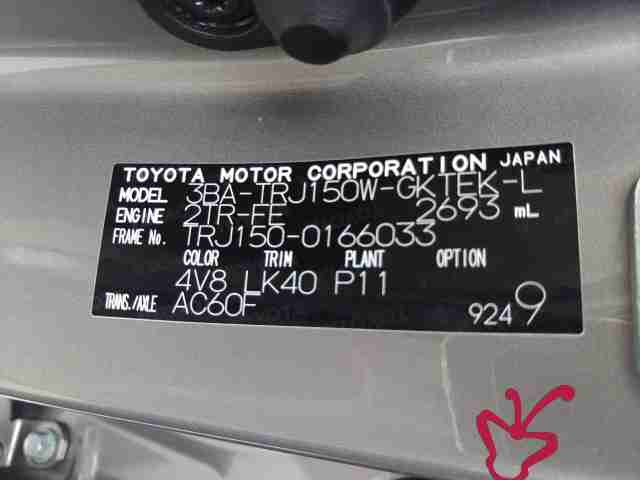 TOYOTA MOTOR CORPORATION JAPAN
MODEL 3BA-TRJ150W-GKTEK-L
ENGINE 2TR-FE 2693 mL
FRAME No. TRJ150-0166033
COLOR TRIM PLANT OPTION
4V8 LK40 P11
TRANS./AXLE AC60F
9249